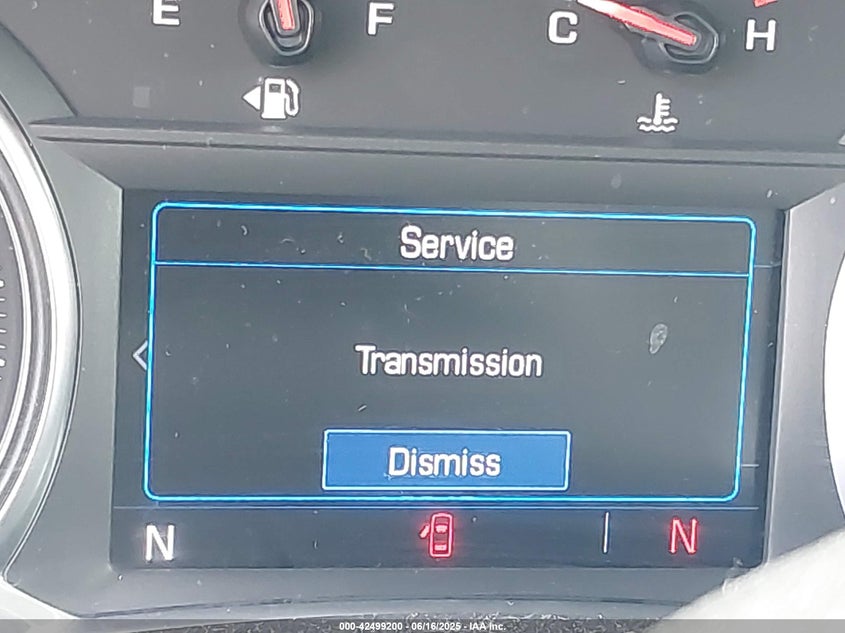 E F C H
Service
Transmission
Dismiss
N N
000-42499200 - 06/16/2025 - IAA Inc.